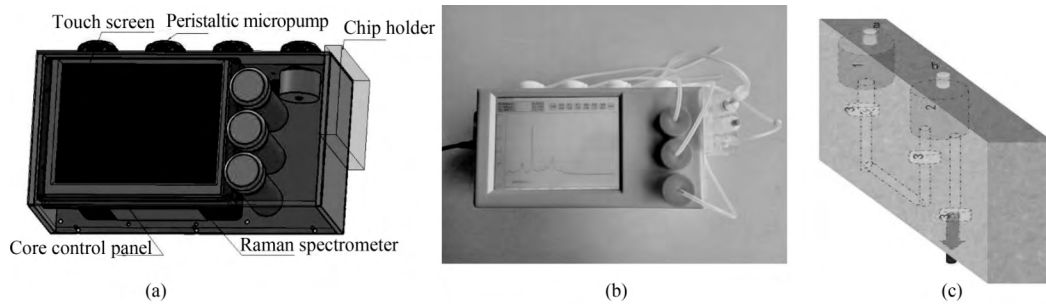 Touch screen
Peristaltic micropump
Chip holder
Core control panel
Raman spectrometer
(a)
(b)
1
2
3
3
3
(c)